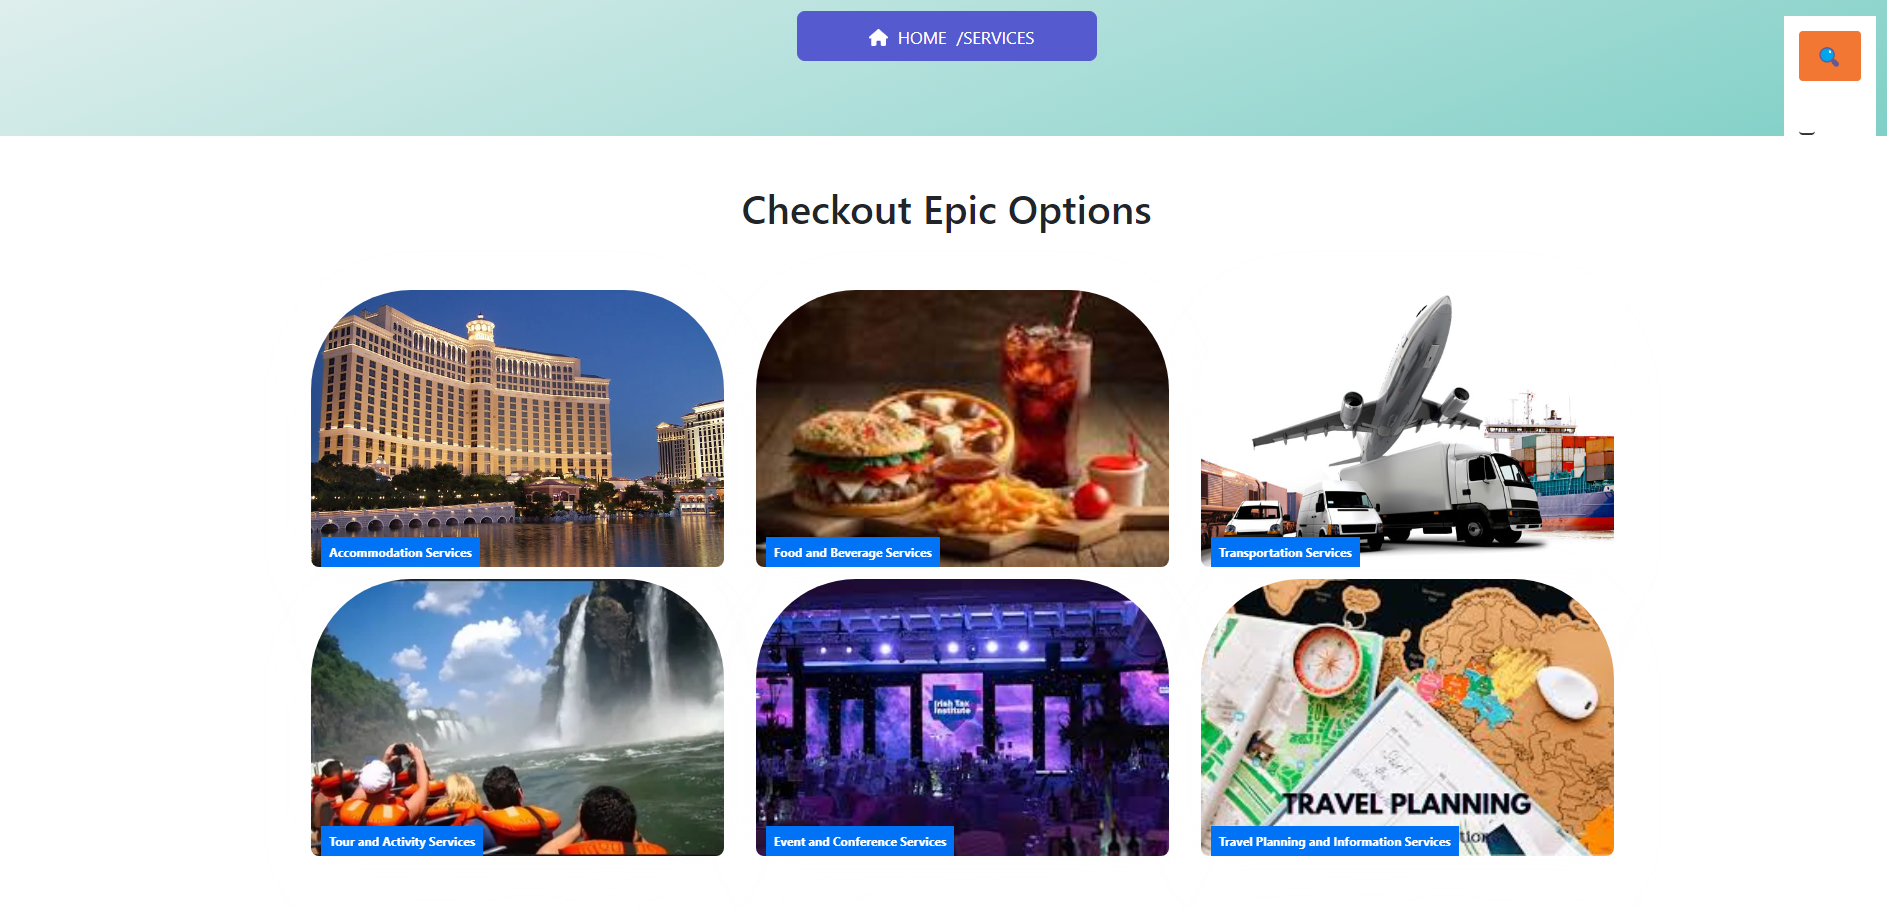 HOME /SERVICES
Checkout Epic Options
Accommodation Services
Food and Beverage Services
Transportation Services
Irish Tax
Institute
TRAVEL PLANNING
Tour and Activity Services
Event and Conference Services
Travel Planning and Information Services